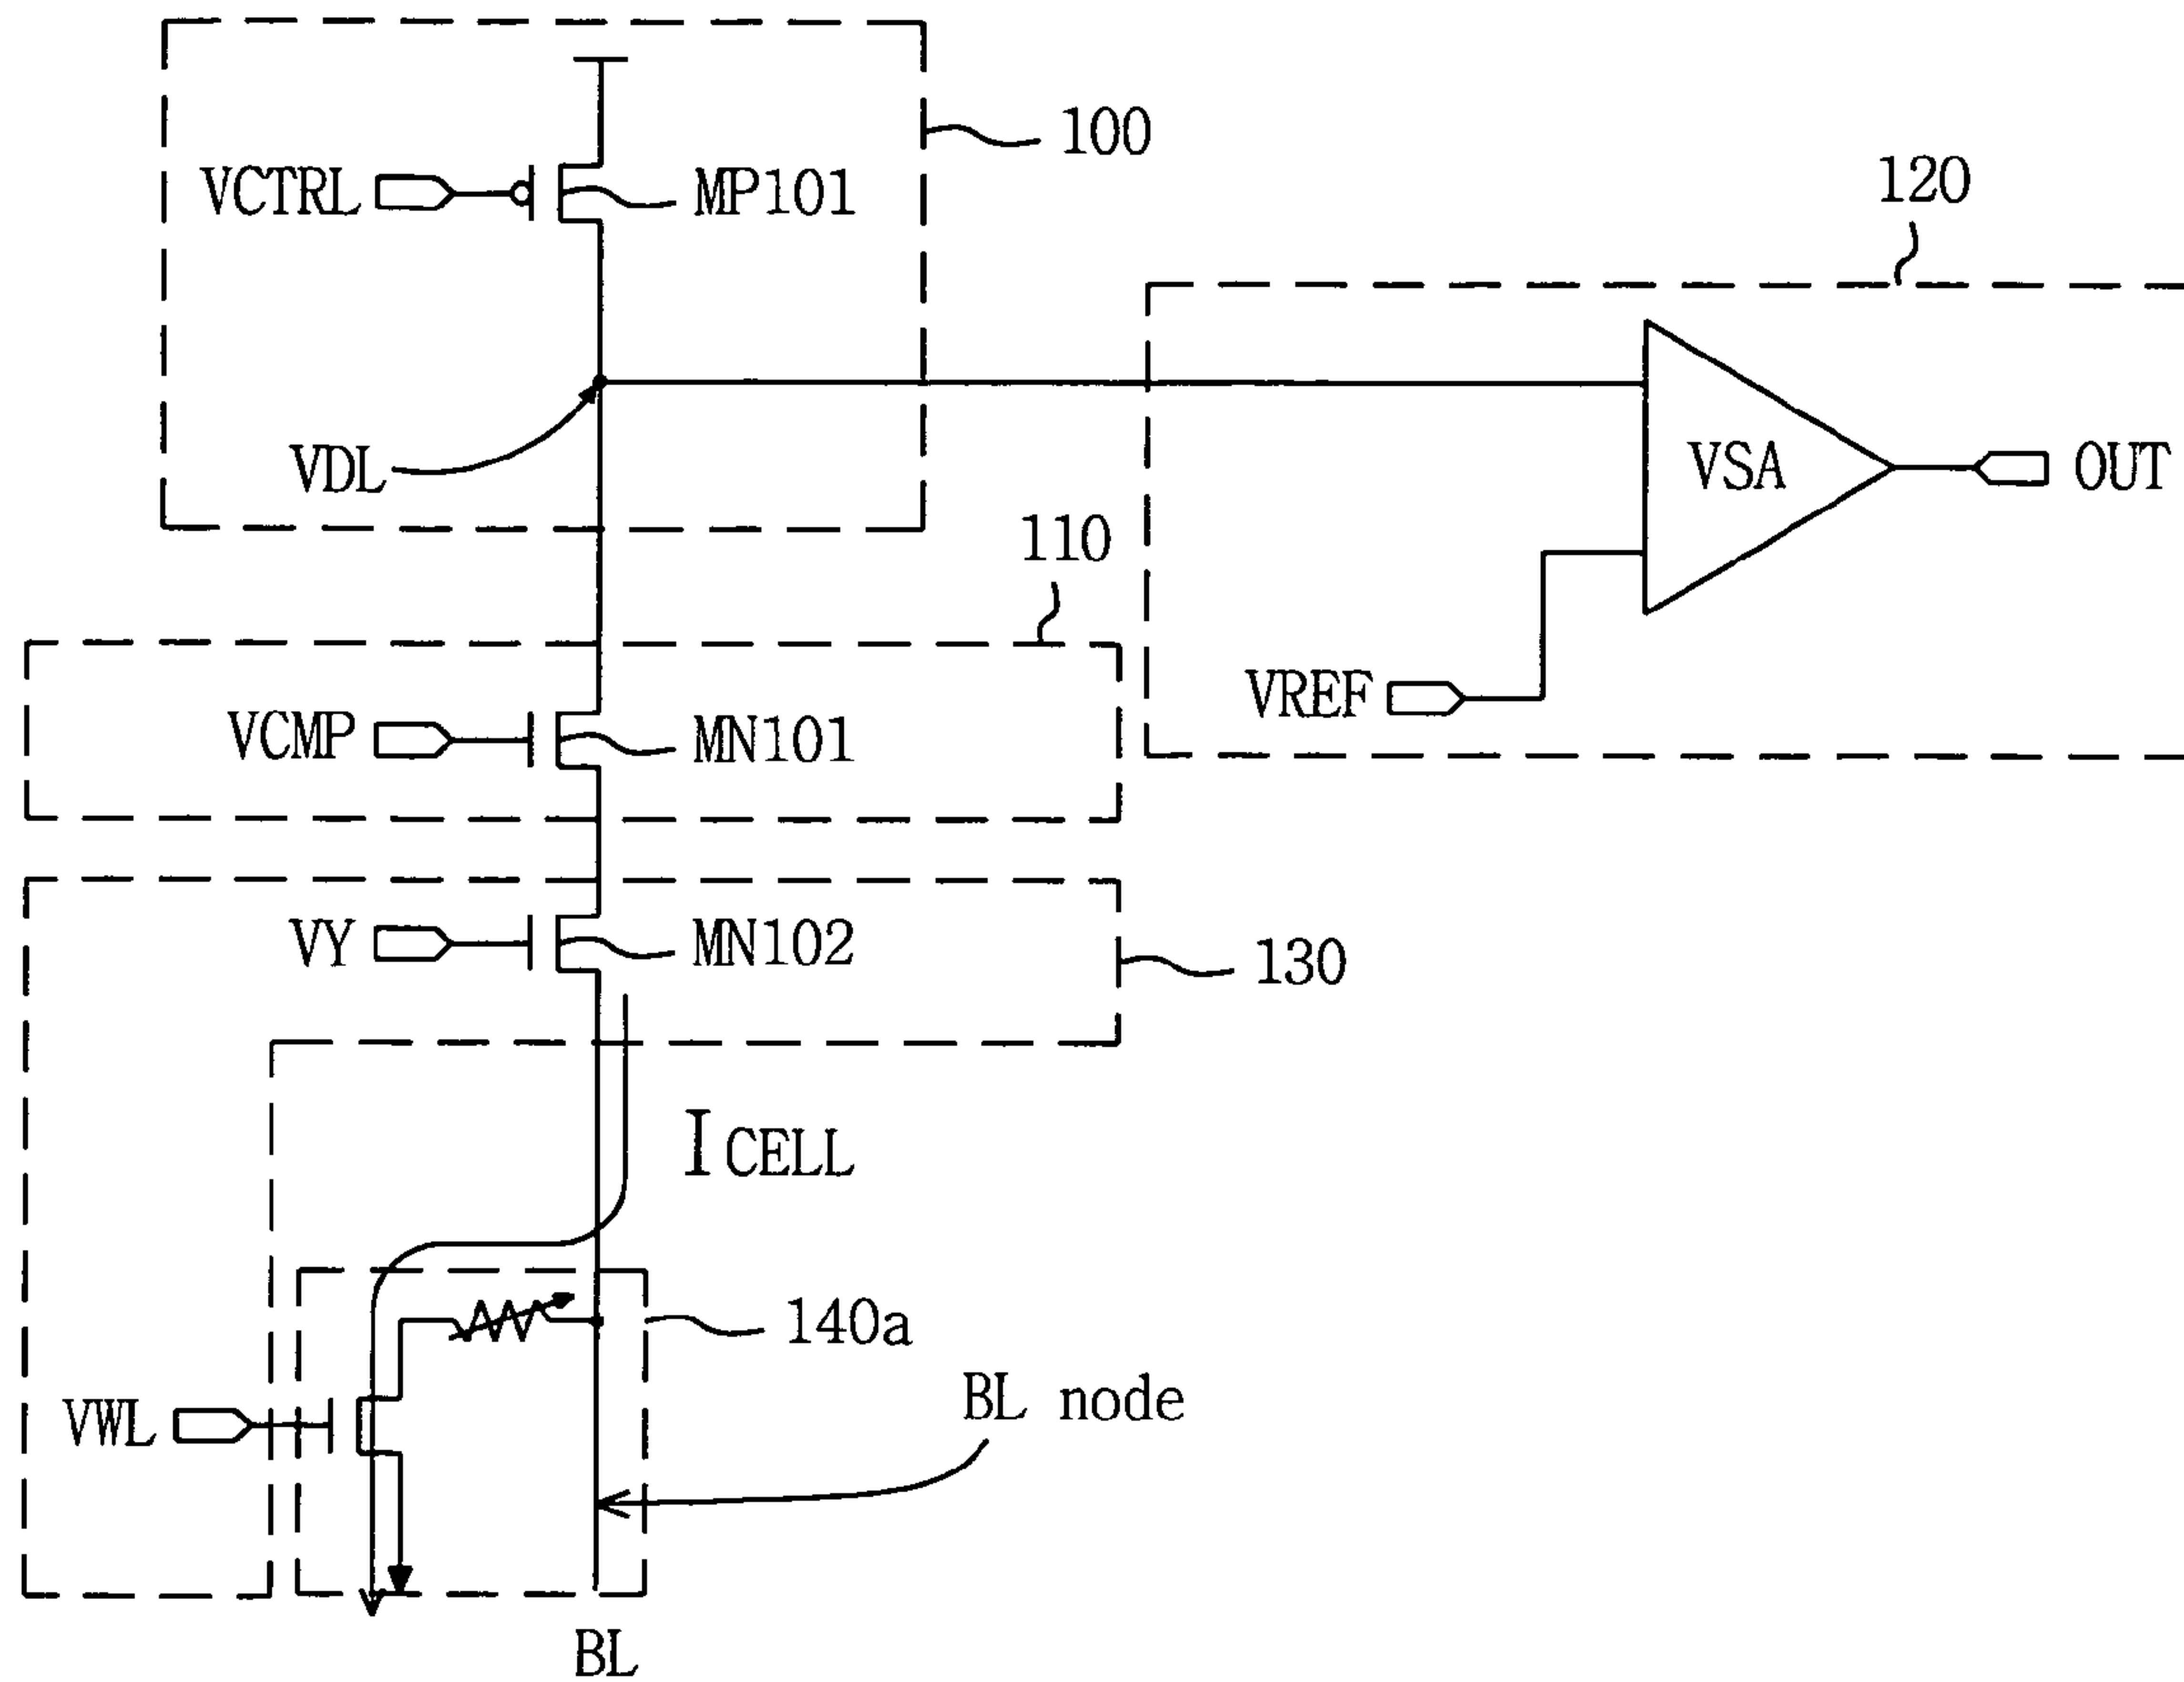 100
VCTRL
MP101
120
VDL
VSA
OUT
110
VREF
VCMP
MN101
VY
MN102
130
ICELL
140a
BL node
VWL
BL